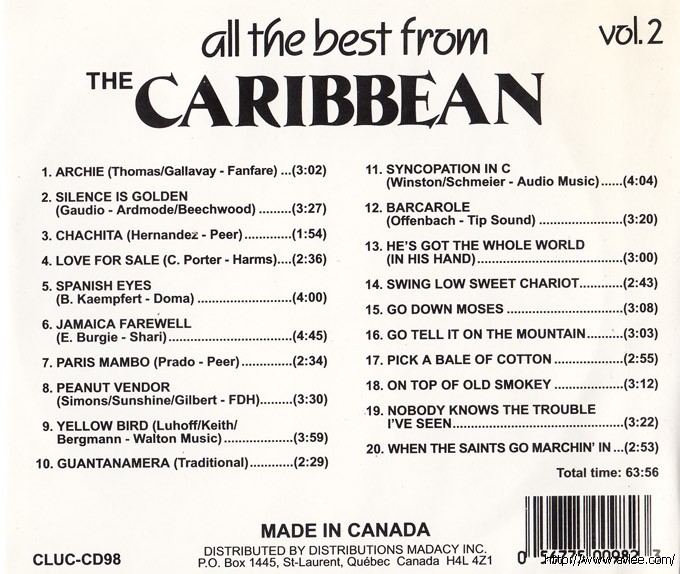 all the best from
vol. 2
THE CARIBBEAN
1. ARCHIE (Thomas/Gallavay - Fanfare) ...(3:02)
2. SILENCE IS GOLDEN
(Gaudio - Ardmode/Beechwood) .........(3:27)
3. CHACHITA (Hernandez - Peer).............(1:54)
4. LOVE FOR SALE (C. Porter - Harms)....(2:36)
5. SPANISH EYES
(B. Kaempfert - Doma) ..........................(4:00)
6. JAMAICA FAREWELL
(E. Burgie - Shari) ..................................(4:45)
7. PARIS MAMBO (Prado - Peer)..............(2:34)
8. PEANUT VENDOR
(Simons/Sunshine/Gilbert - FDH).........(3:30)
9. YELLOW BIRD (Luhoff/Keith/
Bergmann - Walton Music) ...................(3:59)
10. GUANTANAMERA (Traditional)............(2:29)
11. SYNCOPATION IN C
(Winston/Schmeier - Audio Music)......(4:04)
12. BARCAROLE
(Offenbach - Tip Sound) .......................(3:20)
13. HE'S GOT THE WHOLE WORLD
(IN HIS HAND)........................................(3:00)
14. SWING LOW SWEET CHARIOT............(2:43)
15. GO DOWN MOSES ................................(3:08)
16. GO TELL IT ON THE MOUNTAIN..........(3:03)
17. PICK A BALE OF COTTON ....................(2:55)
18. ON TOP OF OLD SMOKEY ...................(3:12)
19. NOBODY KNOWS THE TROUBLE
I'VE SEEN...............................................(3:22)
20. WHEN THE SAINTS GO MARCHIN' IN ...(2:53)
Total time: 63:56
MADE IN CANADA
CLUC-CD98
DISTRIBUTED BY DISTRIBUTIONS MADACY INC.
P.O. Box 1445, St-Laurent, Québec Canada H4L 4Z1
0 56775 00982 3